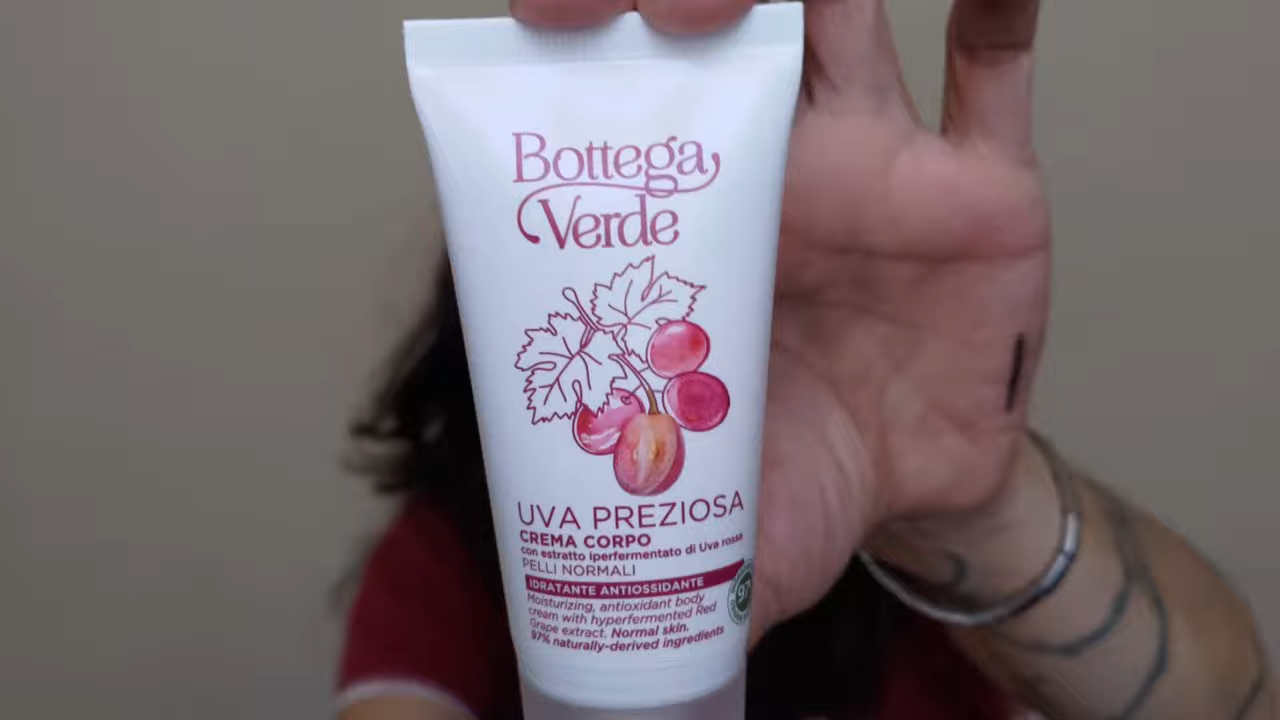 Bottega
Verde
UVA PREZIOSA
CREMA CORPO
con estratto iperfermentato di Uva rossa
PELLI NORMALI
IDRATANTE ANTIOSSIDANTE
Moisturizing, antioxidant body
cream with hyperfermented Red
Grape extract. Normal skin.
97% naturally-derived ingredients
97%